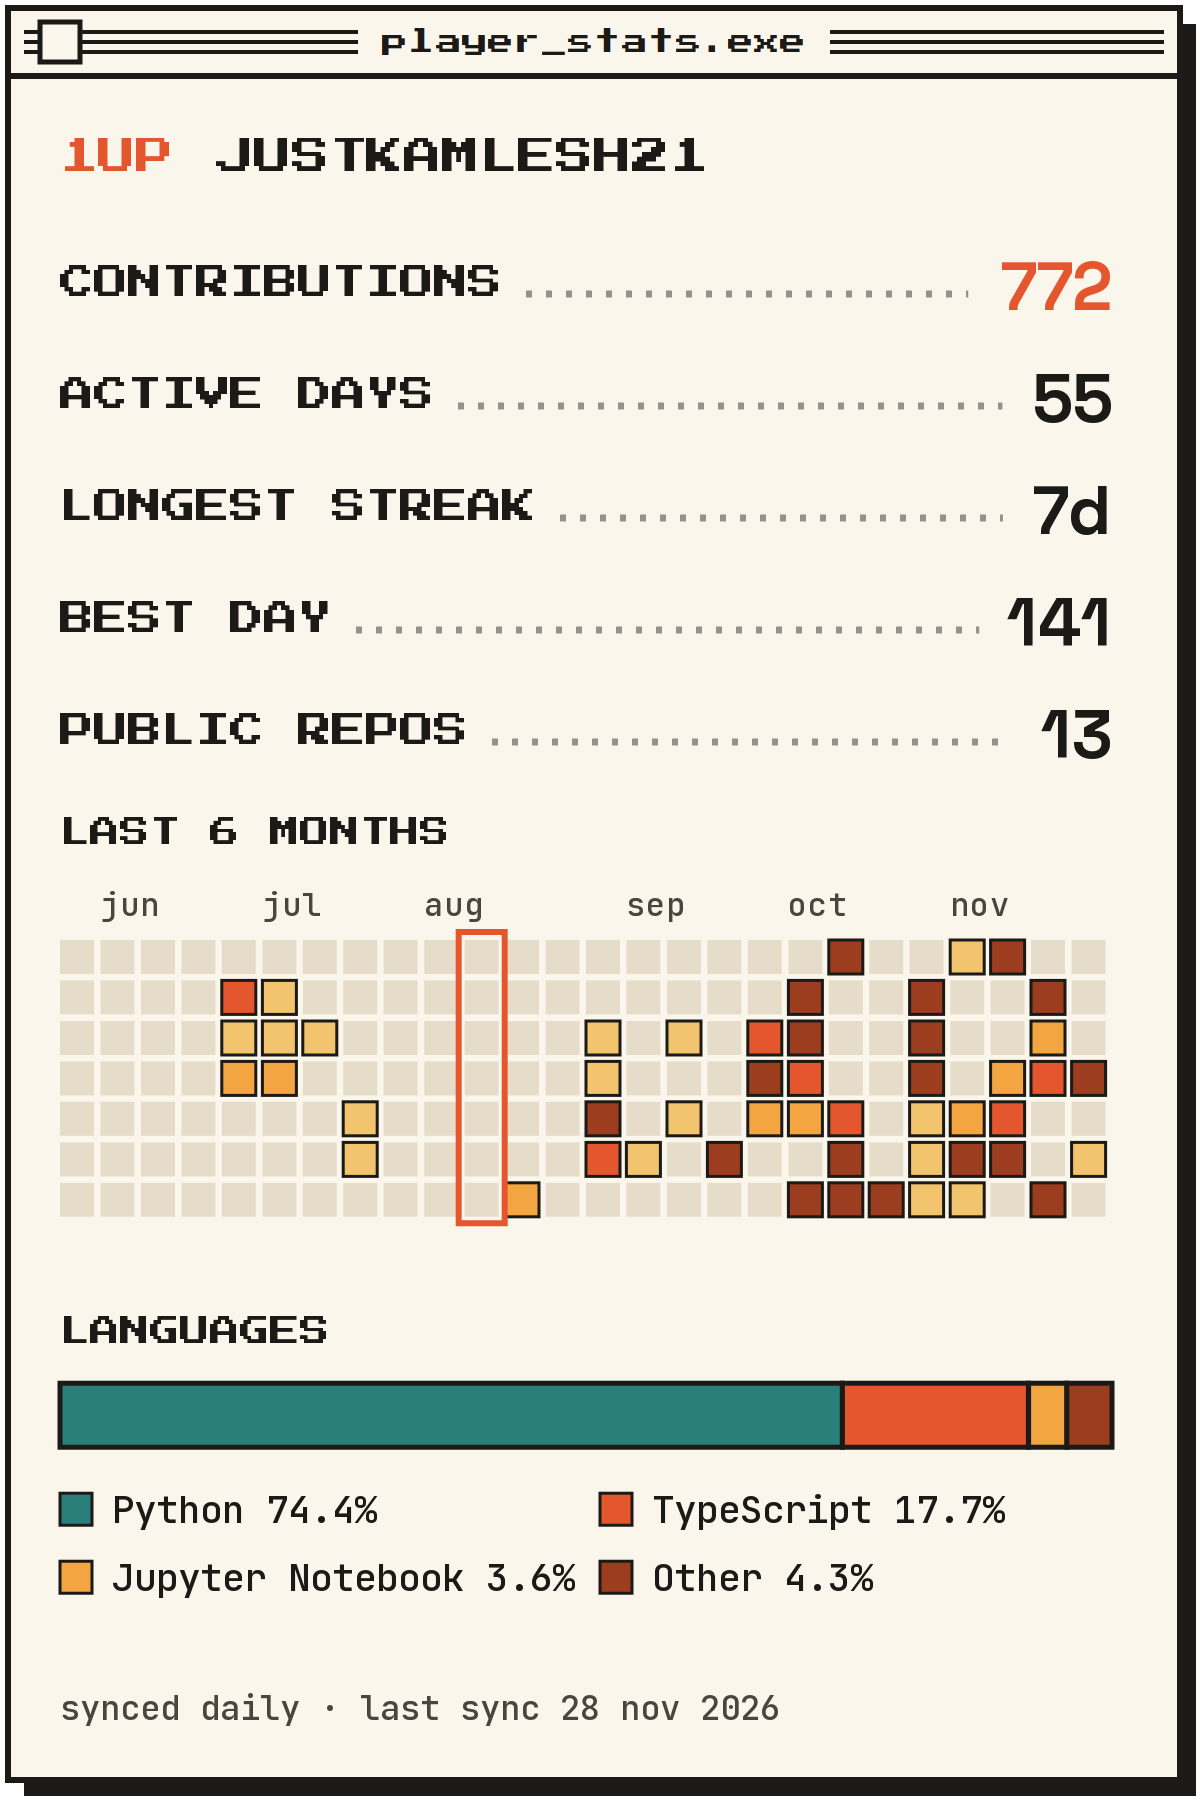 player_stats.exe
1UP JUSTKAMLESH21
CONTRIBUTIONS 772
ACTIVE DAYS 55
LONGEST STREAK 7d
BEST DAY 141
PUBLIC REPOS 13
LAST 6 MONTHS
jun jul aug sep oct nov
LANGUAGES
Python 74.4% TypeScript 17.7%
Jupyter Notebook 3.6% Other 4.3%
synced daily · last sync 28 nov 2026